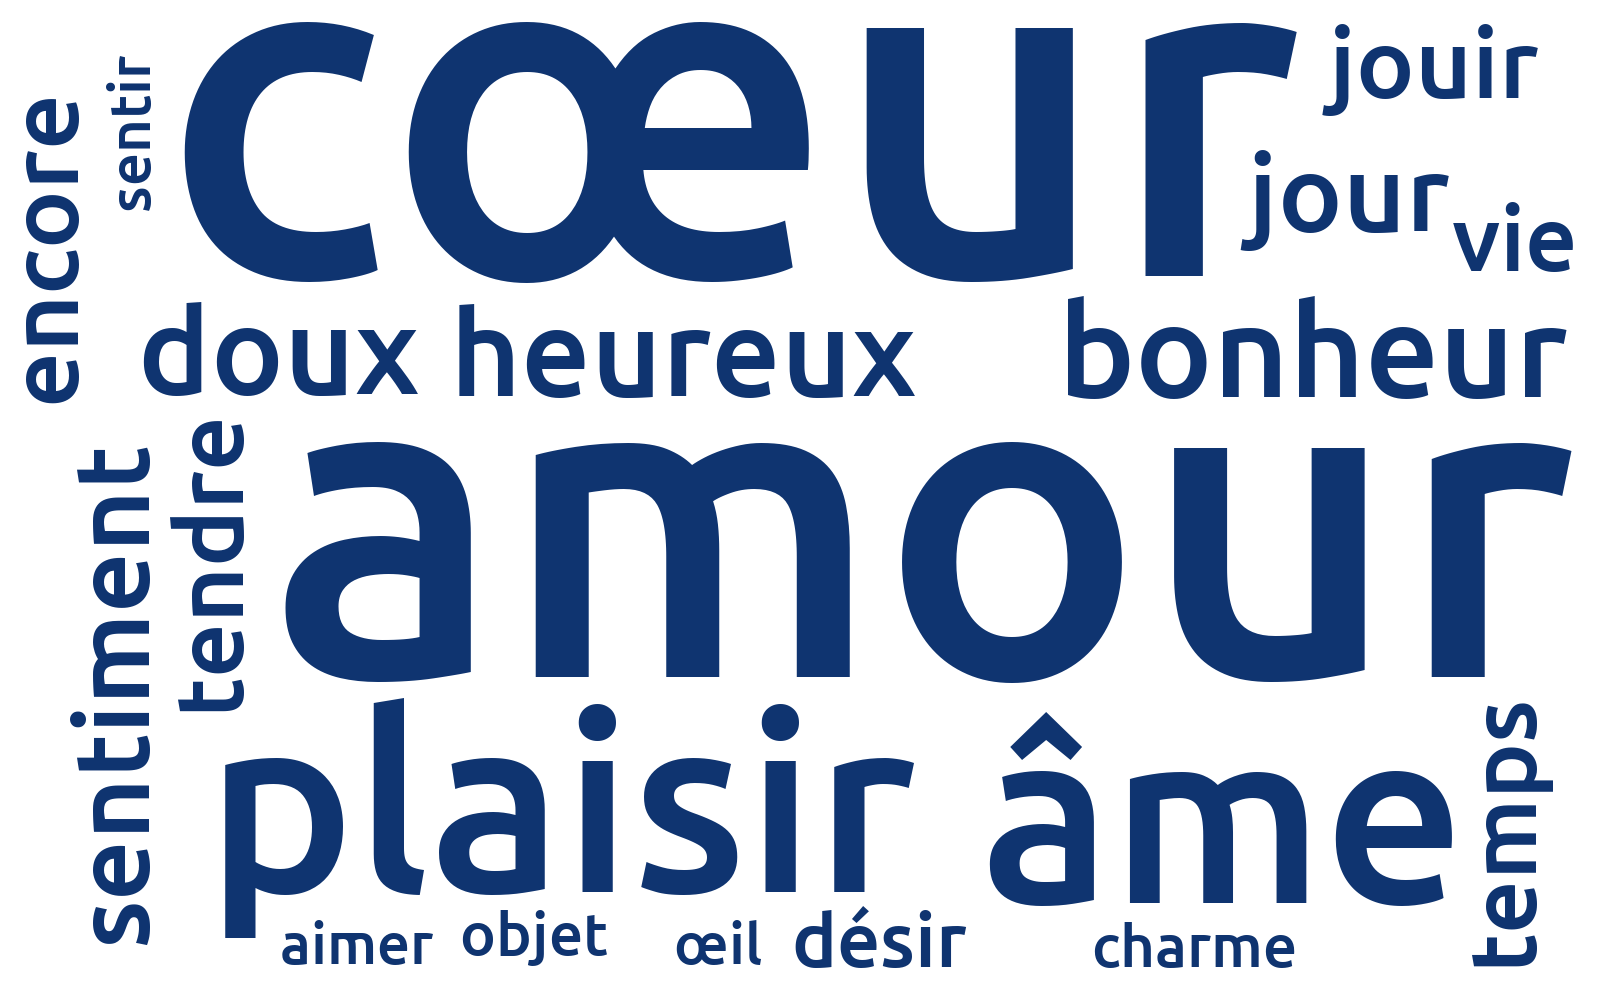 cœur
jouir
sentir
encore
jour
vie
doux
heureux
bonheur
amour
tendre
sentiment
plaisir
âme
temps
aimer
objet
œil
désir
charme